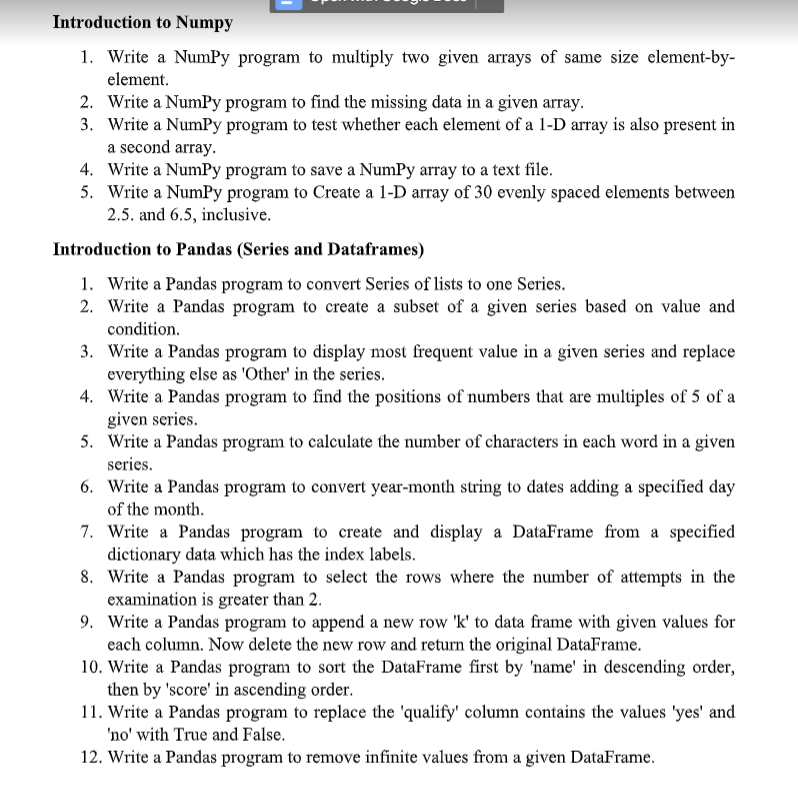 Introduction to Numpy
1. Write a NumPy program to multiply two given arrays of same size element-by-
element.
2. Write a NumPy program to find the missing data in a given array.
3. Write a NumPy program to test whether each element of a 1-D array is also present in
a second array.
4. Write a NumPy program to save a NumPy array to a text file.
5. Write a NumPy program to Create a 1-D array of 30 evenly spaced elements between
2.5. and 6.5, inclusive.
Introduction to Pandas (Series and Dataframes)
1. Write a Pandas program to convert Series of lists to one Series.
2. Write a Pandas program to create a subset of a given series based on value and
condition.
3. Write a Pandas program to display most frequent value in a given series and replace
everything else as 'Other' in the series.
4. Write a Pandas program to find the positions of numbers that are multiples of 5 of a
given series.
5. Write a Pandas program to calculate the number of characters in each word in a given
series.
6. Write a Pandas program to convert year-month string to dates adding a specified day
of the month.
7. Write a Pandas program to create and display a DataFrame from a specified
dictionary data which has the index labels.
8. Write a Pandas program to select the rows where the number of attempts in the
examination is greater than 2.
9. Write a Pandas program to append a new row 'k' to data frame with given values for
each column. Now delete the new row and return the original DataFrame.
10. Write a Pandas program to sort the DataFrame first by 'name' in descending order,
then by 'score' in ascending order.
11. Write a Pandas program to replace the 'qualify' column contains the values 'yes' and
'no' with True and False.
12. Write a Pandas program to remove infinite values from a given DataFrame.